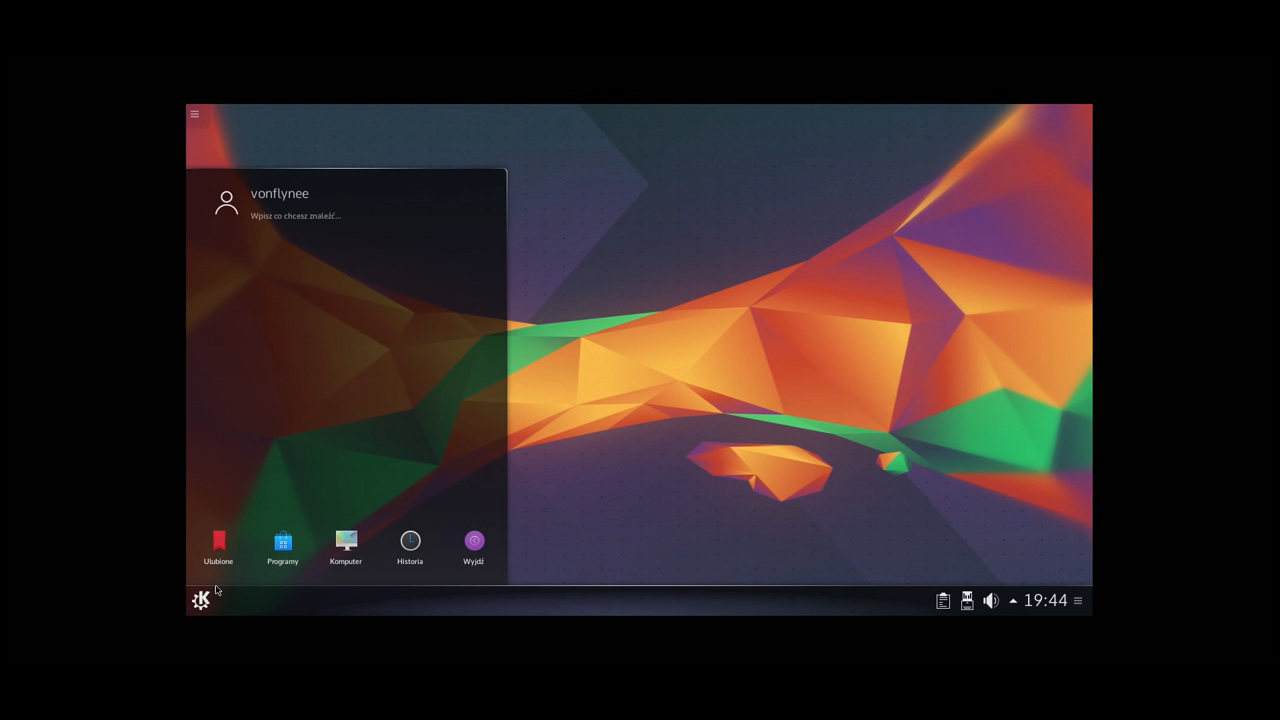 vonflynee
Wpisz co chcesz znaleźć...
Ulubione
Programy
Komputer
Historia
Wyjdź
19:44